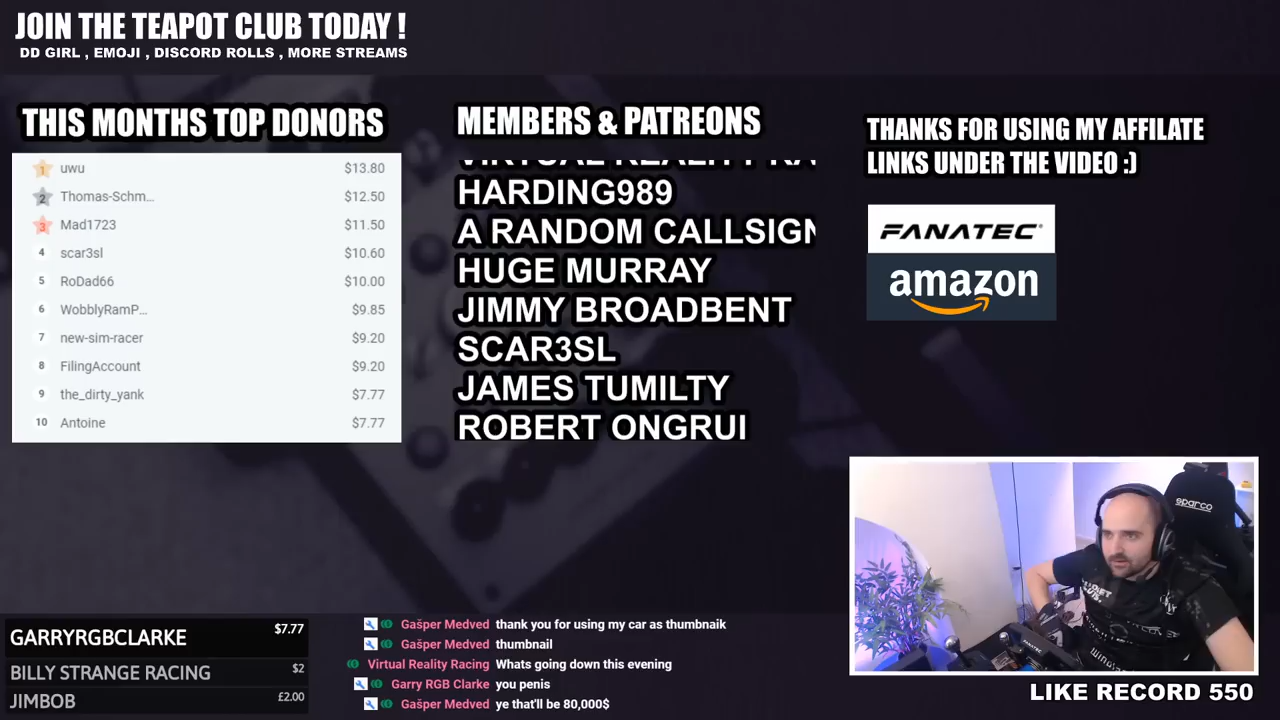 JOIN THE TEAPOT CLUB TODAY !
DD GIRL , EMOJI , DISCORD ROLLS , MORE STREAMS
THIS MONTHS TOP DONORS
1 uwu $13.80
2 Thomas-Schm... $12.50
3 Mad1723 $11.50
4 scar3sl $10.60
5 RoDad66 $10.00
6 WobblyRamP... $9.85
7 new-sim-racer $9.20
8 FilingAccount $9.20
9 the_dirty_yank $7.77
10 Antoine $7.77
MEMBERS & PATREONS
VIRTUAL REALITY RA
HARDING989
A RANDOM CALLSIGN
HUGE MURRAY
JIMMY BROADBENT
SCAR3SL
JAMES TUMILTY
ROBERT ONGRUI
THANKS FOR USING MY AFFILATE
LINKS UNDER THE VIDEO :)
FANATEC
amazon
sparco
FANATEC
GARRYRGBCLARKE $7.77
BILLY STRANGE RACING $2
JIMBOB £2.00
Gašper Medved thank you for using my car as thumbnaik
Gašper Medved thumbnail
Virtual Reality Racing Whats going down this evening
Garry RGB Clarke you penis
Gašper Medved ye that'll be 80,000$
LIKE RECORD 550